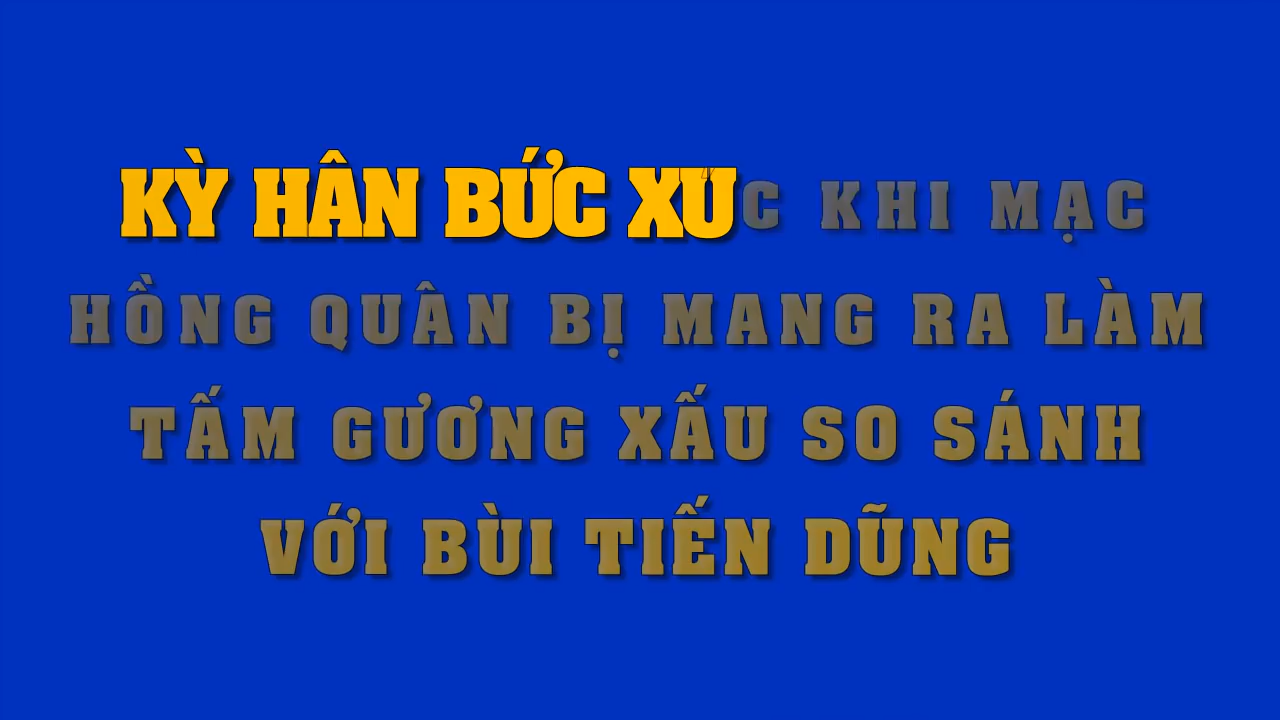 KỲ HÂN BỨC XÚC KHI MẠC
HỒNG QUÂN BỊ MANG RA LÀM
TẤM GƯƠNG XẤU SO SÁNH
VỚI BÙI TIẾN DŨNG